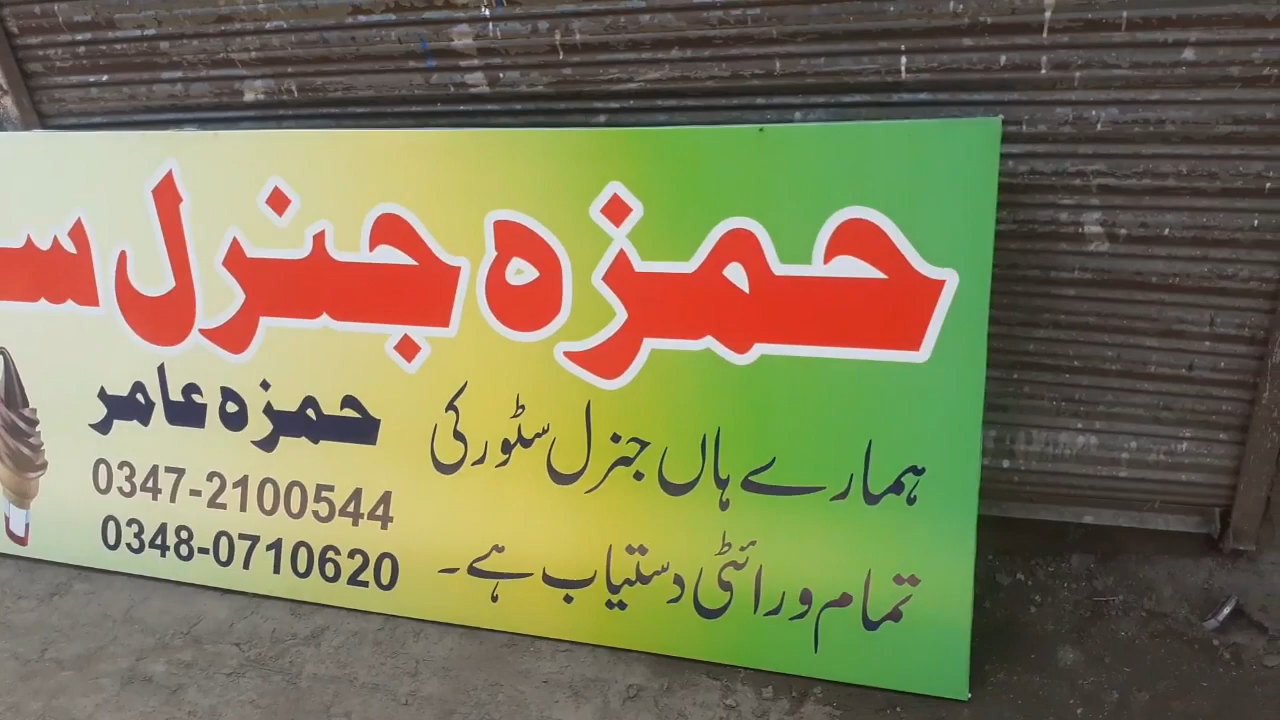 حمزہ جنرل
ہمارے ہاں جنرل سٹور کی
تمام ورائٹی دستیاب ہے۔
حمزہ عامر
0347-2100544
0348-0710620